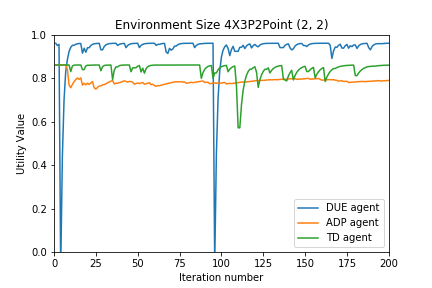 Environment Size 4X3P2Point (2, 2)
1.0
0.8
0.6
0.4
0.2
0.0
Utility Value
0 25 50 75 100 125 150 175 200
Iteration number
DUE agent
ADP agent
TD agent